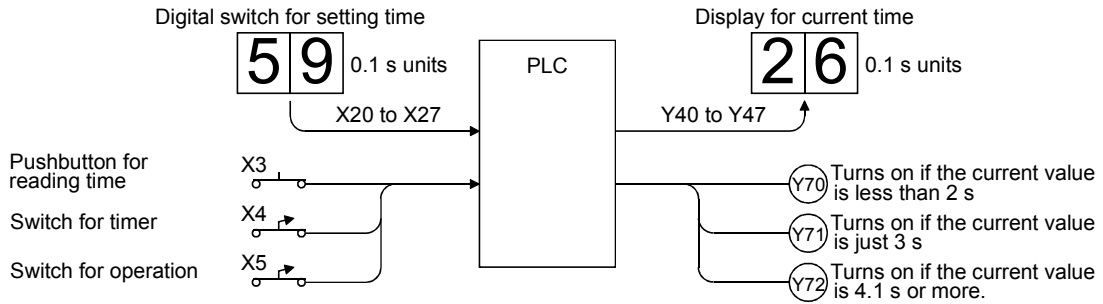 Digital switch for setting time
Display for current time
5 9 0.1 s units
PLC
2 6 0.1 s units
X20 to X27
Y40 to Y47
Pushbutton for
reading time
X3
Y70 Turns on if the current value
is less than 2 s
Switch for timer
X4
Y71 Turns on if the current value
is just 3 s
Switch for operation
X5
Y72 Turns on if the current value
is 4.1 s or more.